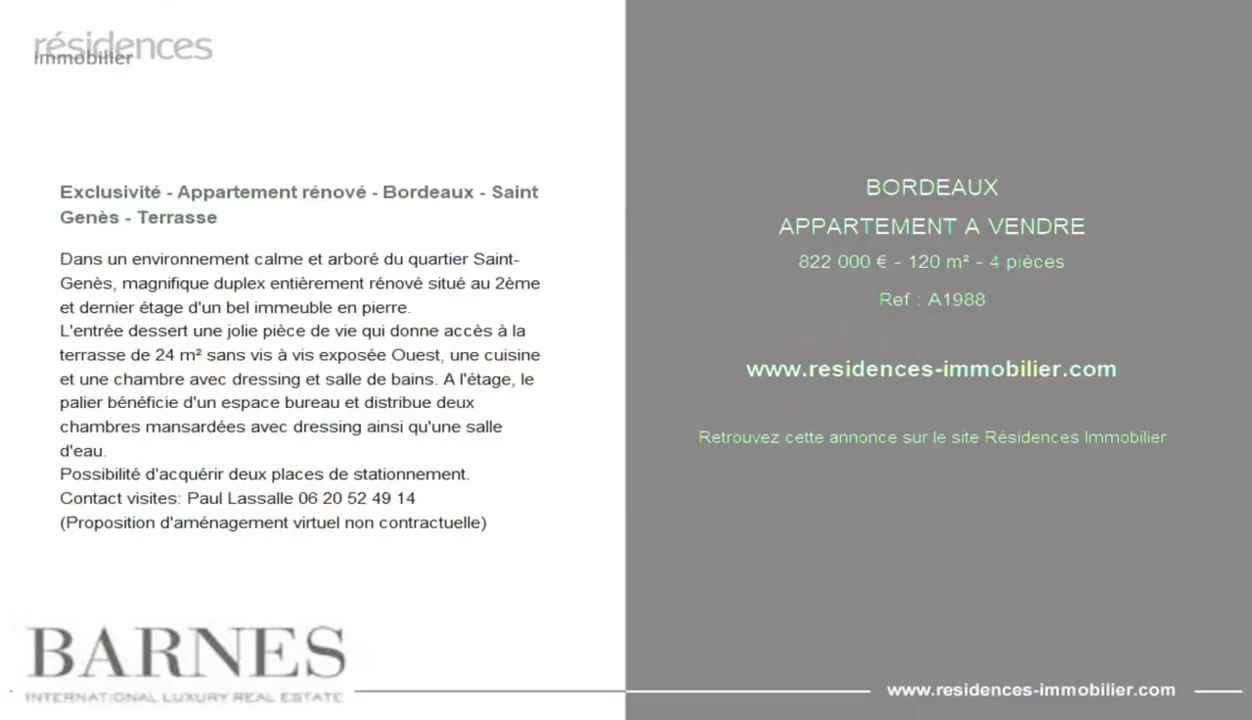 résidences
Immobilier
Exclusivité - Appartement rénové - Bordeaux - Saint
Genès - Terrasse
Dans un environnement calme et arboré du quartier Saint-
Genès, magnifique duplex entièrement rénové situé au 2ème
et dernier étage d'un bel immeuble en pierre.
L'entrée dessert une jolie pièce de vie qui donne accès à la
terrasse de 24 m² sans vis à vis exposée Ouest, une cuisine
et une chambre avec dressing et salle de bains. A l'étage, le
palier bénéficie d'un espace bureau et distribue deux
chambres mansardées avec dressing ainsi qu'une salle
d'eau.
Possibilité d'acquérir deux places de stationnement.
Contact visites: Paul Lassalle 06 20 52 49 14
(Proposition d'aménagement virtuel non contractuelle)
BARNES
INTERNATIONAL LUXURY REAL ESTATE
BORDEAUX
APPARTEMENT A VENDRE
822 000 € - 120 m² - 4 pièces
Ref : A1988
www.residences-immobilier.com
Retrouvez cette annonce sur le site Résidences Immobilier
www.residences-immobilier.com